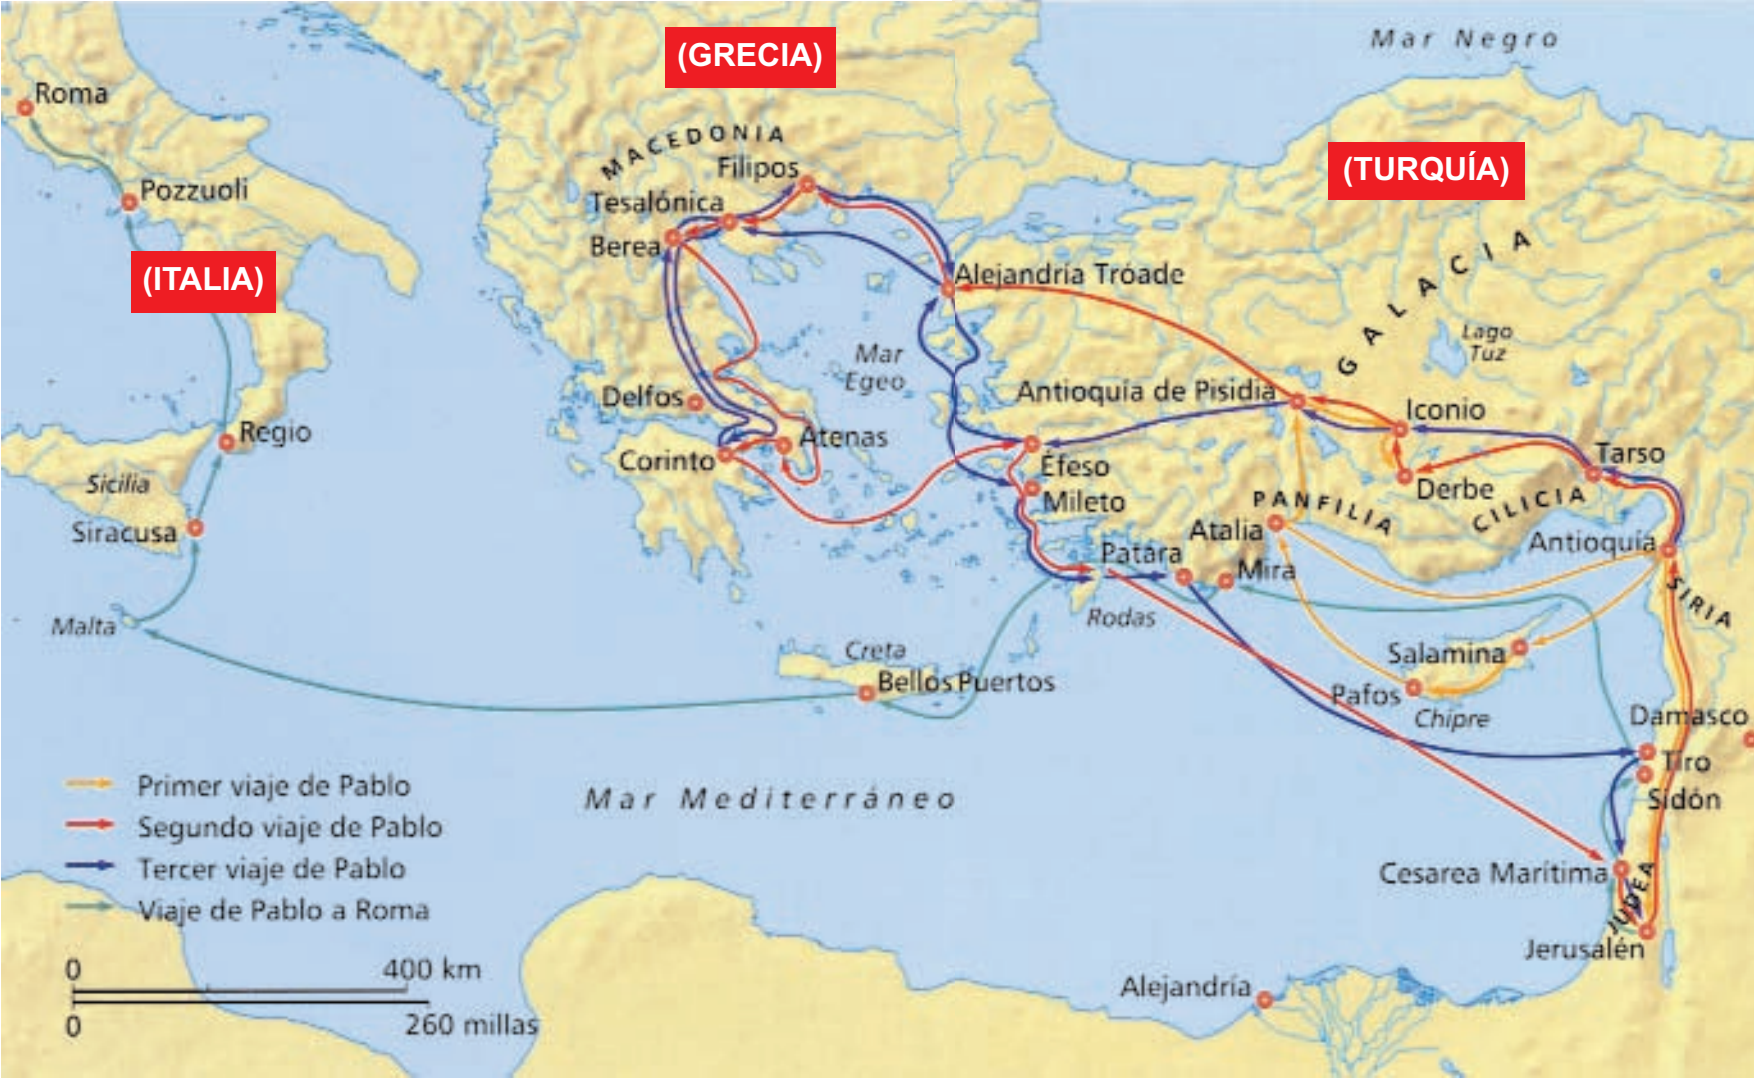 Mar Negro
(GRECIA)
Roma
MACEDONIA
(TURQUÍA)
Filipos
Pozzuoli
Tesalónica
Berea
(ITALIA)
Alejandría Tróade
GALACIA
Lago
Tuz
Mar
Egeo
Antioquía de Pisidia
Delfos
Iconio
Regio
Atenas
Corinto
Tarso
Éfeso
Sicilia
Derbe
Mileto
PANFILIA
CILICIA
Siracusa
Atalia
Antioquía
Patara
Mira
SIRIA
Rodas
Malta
Creta
Salamina
Bellos Puertos
Pafos
Chipre
Damasco
Tiro
Sidón
Mar Mediterráneo
Primer viaje de Pablo
Segundo viaje de Pablo
Tercer viaje de Pablo
Viaje de Pablo a Roma
Cesarea Marítima
JUDEA
Jerusalén
Alejandría
0 400 km
0 260 millas